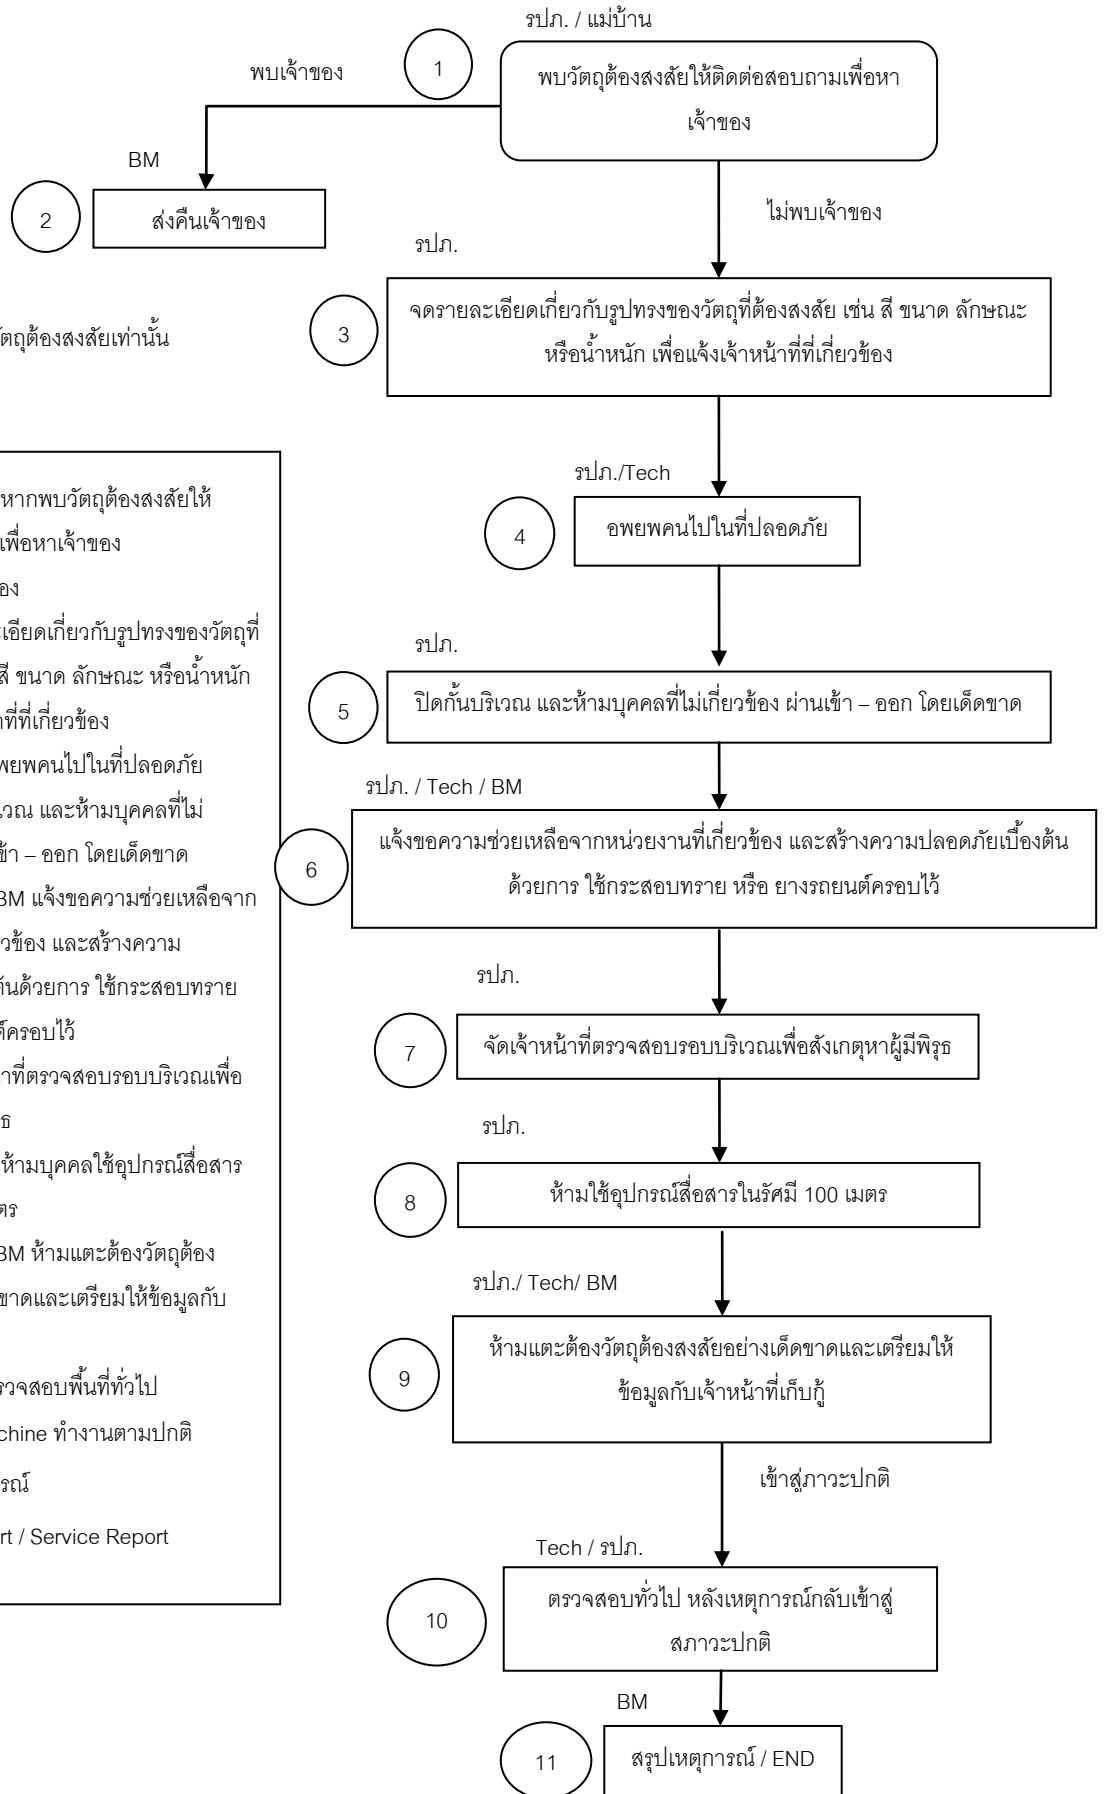 รปภ. / แม่บ้าน
1
พบวัตถุต้องสงสัยให้ติดต่อสอบถามเพื่อหา
เจ้าของ
พบเจ้าของ
BM
2
ส่งคืนเจ้าของ
ไม่พบเจ้าของ
รปภ.
3
จดรายละเอียดเกี่ยวกับรูปทรงของวัตถุที่ต้องสงสัย เช่น สี ขนาด ลักษณะ
หรือน้ำหนัก เพื่อแจ้งเจ้าหน้าที่ที่เกี่ยวข้อง
รปภ./Tech
4
อพยพคนไปในที่ปลอดภัย
รปภ.
5
ปิดกั้นบริเวณ และห้ามบุคคลที่ไม่เกี่ยวข้อง ผ่านเข้า – ออก โดยเด็ดขาด
รปภ. / Tech / BM
6
แจ้งขอความช่วยเหลือจากหน่วยงานที่เกี่ยวข้อง และสร้างความปลอดภัยเบื้องต้น
ด้วยการ ใช้กระสอบทราย หรือ ยางรถยนต์ครอบไว้
รปภ.
7
จัดเจ้าหน้าที่ตรวจสอบรอบบริเวณเพื่อสังเกตุหาผู้มีพิรุธ
รปภ.
8
ห้ามใช้อุปกรณ์สื่อสารในรัศมี 100 เมตร
รปภ./ Tech/ BM
9
ห้ามแตะต้องวัตถุต้องสงสัยอย่างเด็ดขาดและเตรียมให้
ข้อมูลกับเจ้าหน้าที่เก็บกู้
เข้าสู่ภาวะปกติ
Tech / รปภ.
10
ตรวจสอบทั่วไป หลังเหตุการณ์กลับเข้าสู่
สภาวะปกติ
BM
11
สรุปเหตุการณ์ / END
ัตถุต้องสงสัยเท่านั้น
หากพบวัตถุต้องสงสัยให้
เพื่อหาเจ้าของ
อง
ะเอียดเกี่ยวกับรูปทรงของวัตถุที่
สี ขนาด ลักษณะ หรือน้ำหนัก
าที่ที่เกี่ยวข้อง
พยพคนไปในที่ปลอดภัย
เวณ และห้ามบุคคลที่ไม่
ข้า – ออก โดยเด็ดขาด
BM แจ้งขอความช่วยเหลือจาก
ยวข้อง และสร้างความ
ต้นด้วยการ ใช้กระสอบทราย
ต์ครอบไว้
น้าที่ตรวจสอบรอบบริเวณเพื่อ
ุธ
ะห้ามบุคคลใช้อุปกรณ์สื่อสาร
ตร
BM ห้ามแตะต้องวัตถุต้อง
ขาดและเตรียมให้ข้อมูลกับ
รวจสอบพื้นที่ทั่วไป
chine ทำงานตามปกติ
รณ์
rt / Service Report